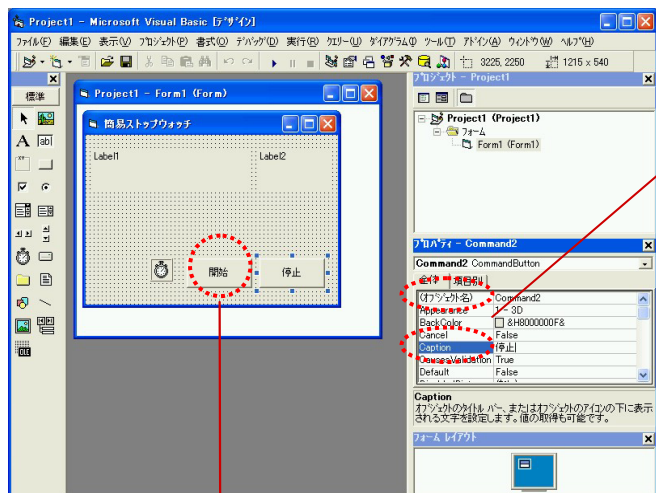 Project1 - Microsoft Visual Basic [ﾃﾞｻﾞｲﾝ]
ﾌｧｲﾙ(F) 編集(E) 表示(V) ﾌﾟﾛｼﾞｪｸﾄ(P) 書式(O) ﾃﾞﾊﾞｯｸﾞ(D) 実行(R) ｸｴﾘｰ(U) ﾀﾞｲｱｸﾞﾗﾑ(I) ﾂｰﾙ(T) ｱﾄﾞｲﾝ(A) ｳｨﾝﾄﾞｳ(W) ﾍﾙﾌﾟ(H)
3225, 2250 1215 x 540
標準
A ab|
Project1 - Form1 (Form)
簡易ストップウォッチ
Label1 Label2
開始 停止
ﾌﾟﾛｼﾞｪｸﾄ - Project1
Project1 (Project1)
ﾌｫｰﾑ
Form1 (Form1)
ﾌﾟﾛﾊﾟﾃｨ - Command2
Command2 CommandButton
全体 項目別
(ｵﾌﾞｼﾞｪｸﾄ名) Command2
Appearance 1 - 3D
BackColor &H8000000F&
Cancel False
Caption 停止
CausesValidation True
Default False
Caption
ｵﾌﾞｼﾞｪｸﾄのﾀｲﾄﾙ ﾊﾞｰ、またはｵﾌﾞｼﾞｪｸﾄのｱｲｺﾝの下に表示
される文字を設定します。値の取得も可能です。
ﾌｫｰﾑ ﾚｲｱｳﾄ